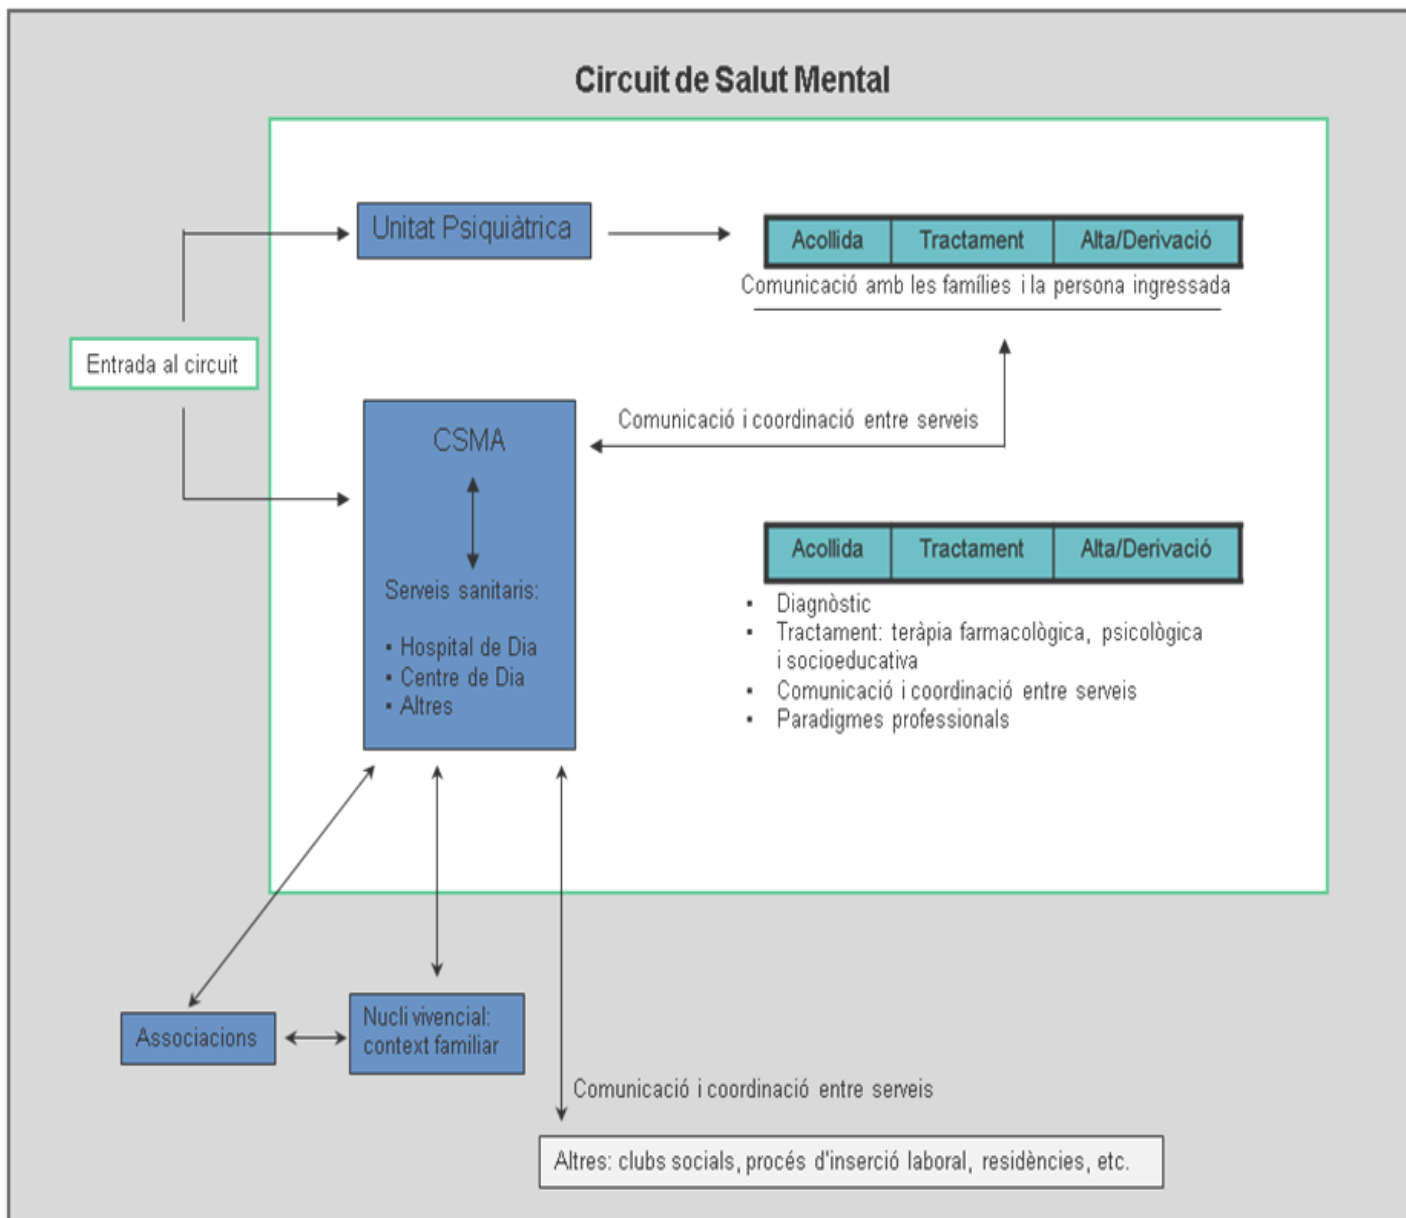 Circuit de Salut Mental
Unitat Psiquiàtrica
Acollida Tractament Alta/Derivació
Comunicació amb les famílies i la persona ingressada
Entrada al circuit
Comunicació i coordinació entre serveis
CSMA
Serveis sanitaris:
• Hospital de Dia
• Centre de Dia
• Altres
Acollida Tractament Alta/Derivació
▪ Diagnòstic
▪ Tractament: teràpia farmacològica, psicològica
i socioeducativa
▪ Comunicació i coordinació entre serveis
▪ Paradigmes professionals
Associacions
Nucli vivencial:
context familiar
Comunicació i coordinació entre serveis
Altres: clubs socials, procés d'inserció laboral, residències, etc.